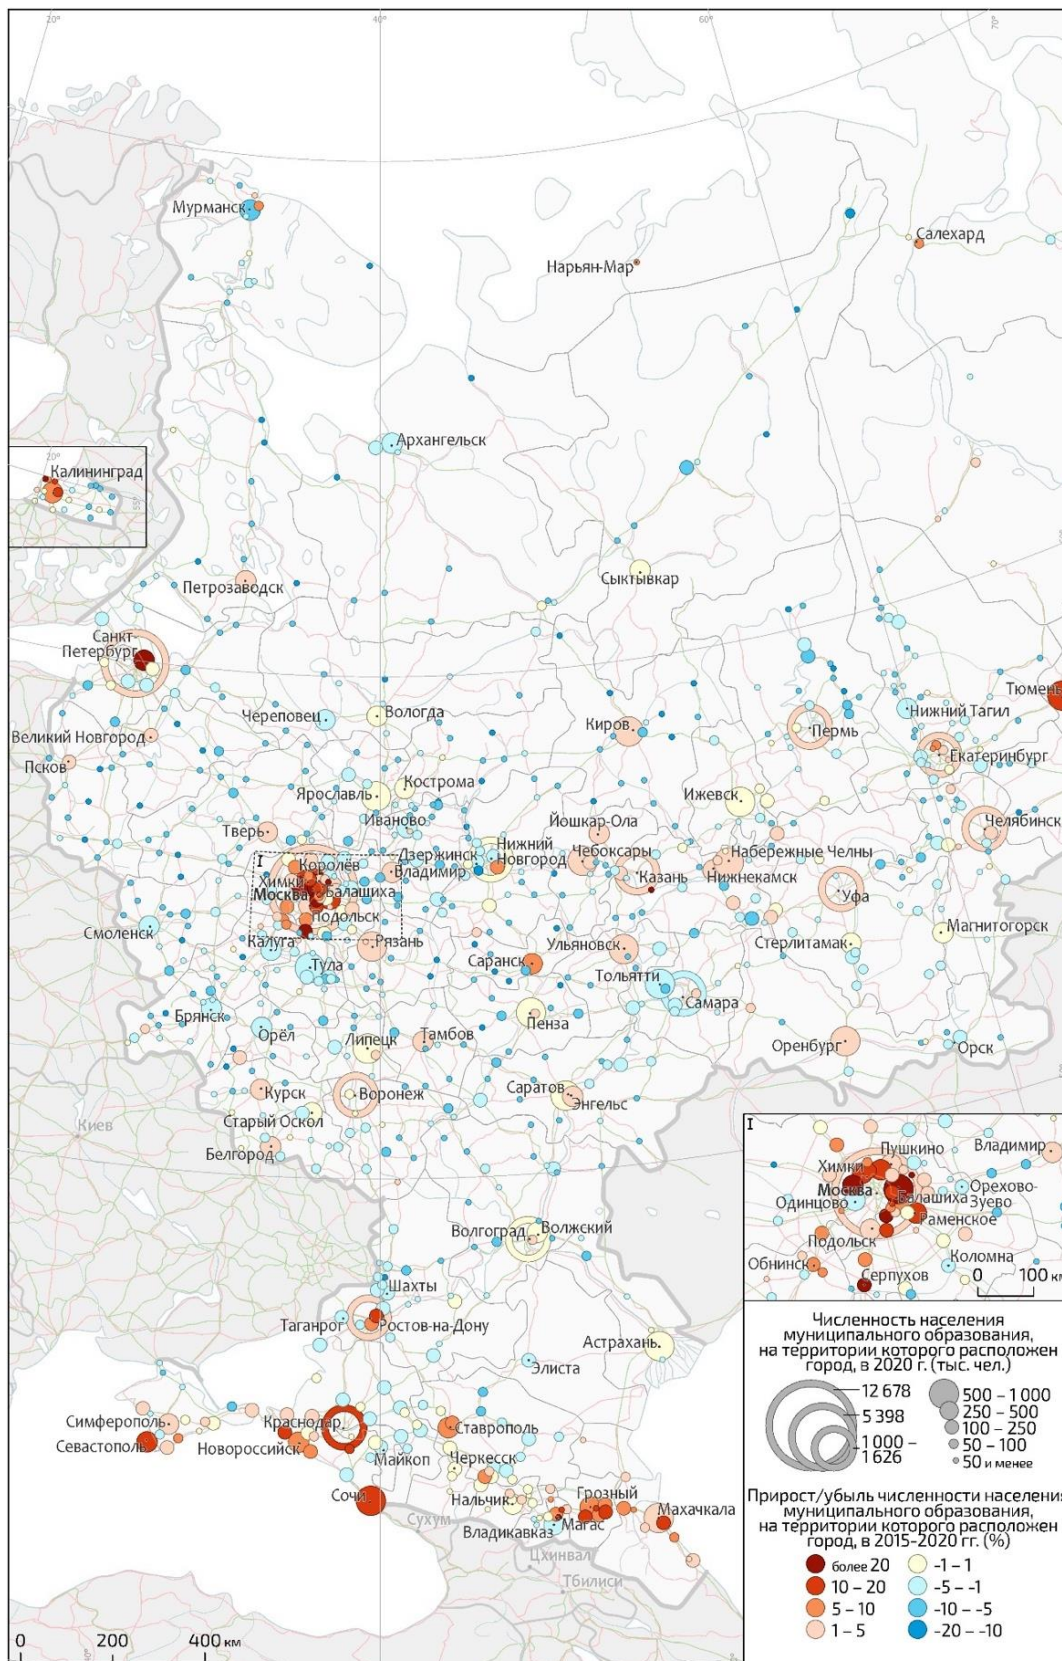 20°
40°
60°
70°
Мурманск
Салехард
Нарьян-Мар
Архангельск
20°
Калининград
55°
Сыктывкар
Петрозаводск
Санкт-
Петербург
Тюмень
Череповец
Вологда
Нижний Тагил
Великий Новгород
Киров
Пермь
Псков
Екатеринбург
Кострома
Ярославль
Ижевск
Иваново
Йошкар-Ола
Челябинск
Тверь
Нижний
Новгород
I
Дзержинск
Чебоксары
Набережные Челны
Королёв
Владимир
Казань
Нижнекамск
Химки
Москва
Балашиха
Уфа
Подольск
Смоленск
Калуга
Рязань
Ульяновск
Стерлитамак
Магнитогорск
Тула
Саранск
Тольятти
Самара
Брянск
Орёл
Пенза
Липецк
Тамбов
Оренбург
Орск
Курск
Воронеж
Саратов
Энгельс
Старый Оскол
Киев
Белгород
Волгоград
Волжский
Шахты
Таганрог
Ростов-на-Дону
Астрахань
Элиста
Симферополь
Краснодар
Ставрополь
Севастополь
Новороссийск
Майкоп
Черкесск
Сочи
Нальчик
Грозный
Махачкала
Сухум
Владикавказ
Магас
Цхинвал
Тбилиси
0 200 400 км
I
Пушкино
Владимир
Химки
Москва
Балашиха
Орехово-
Зуево
Одинцово
Раменское
Подольск
Обнинск
Коломна
Серпухов
0 100 км
Численность населения
муниципального образования,
на территории которого расположен
город, в 2020 г. (тыс. чел.)
12 678
5 398
1 000 –
1 626
500 – 1 000
250 – 500
100 – 250
50 – 100
50 и менее
Прирост/убыль численности населения
муниципального образования,
на территории которого расположен
город, в 2015-2020 гг. (%)
более 20
10 – 20
5 – 10
1 – 5
-1 – 1
-5 – -1
-10 – -5
-20 – -10